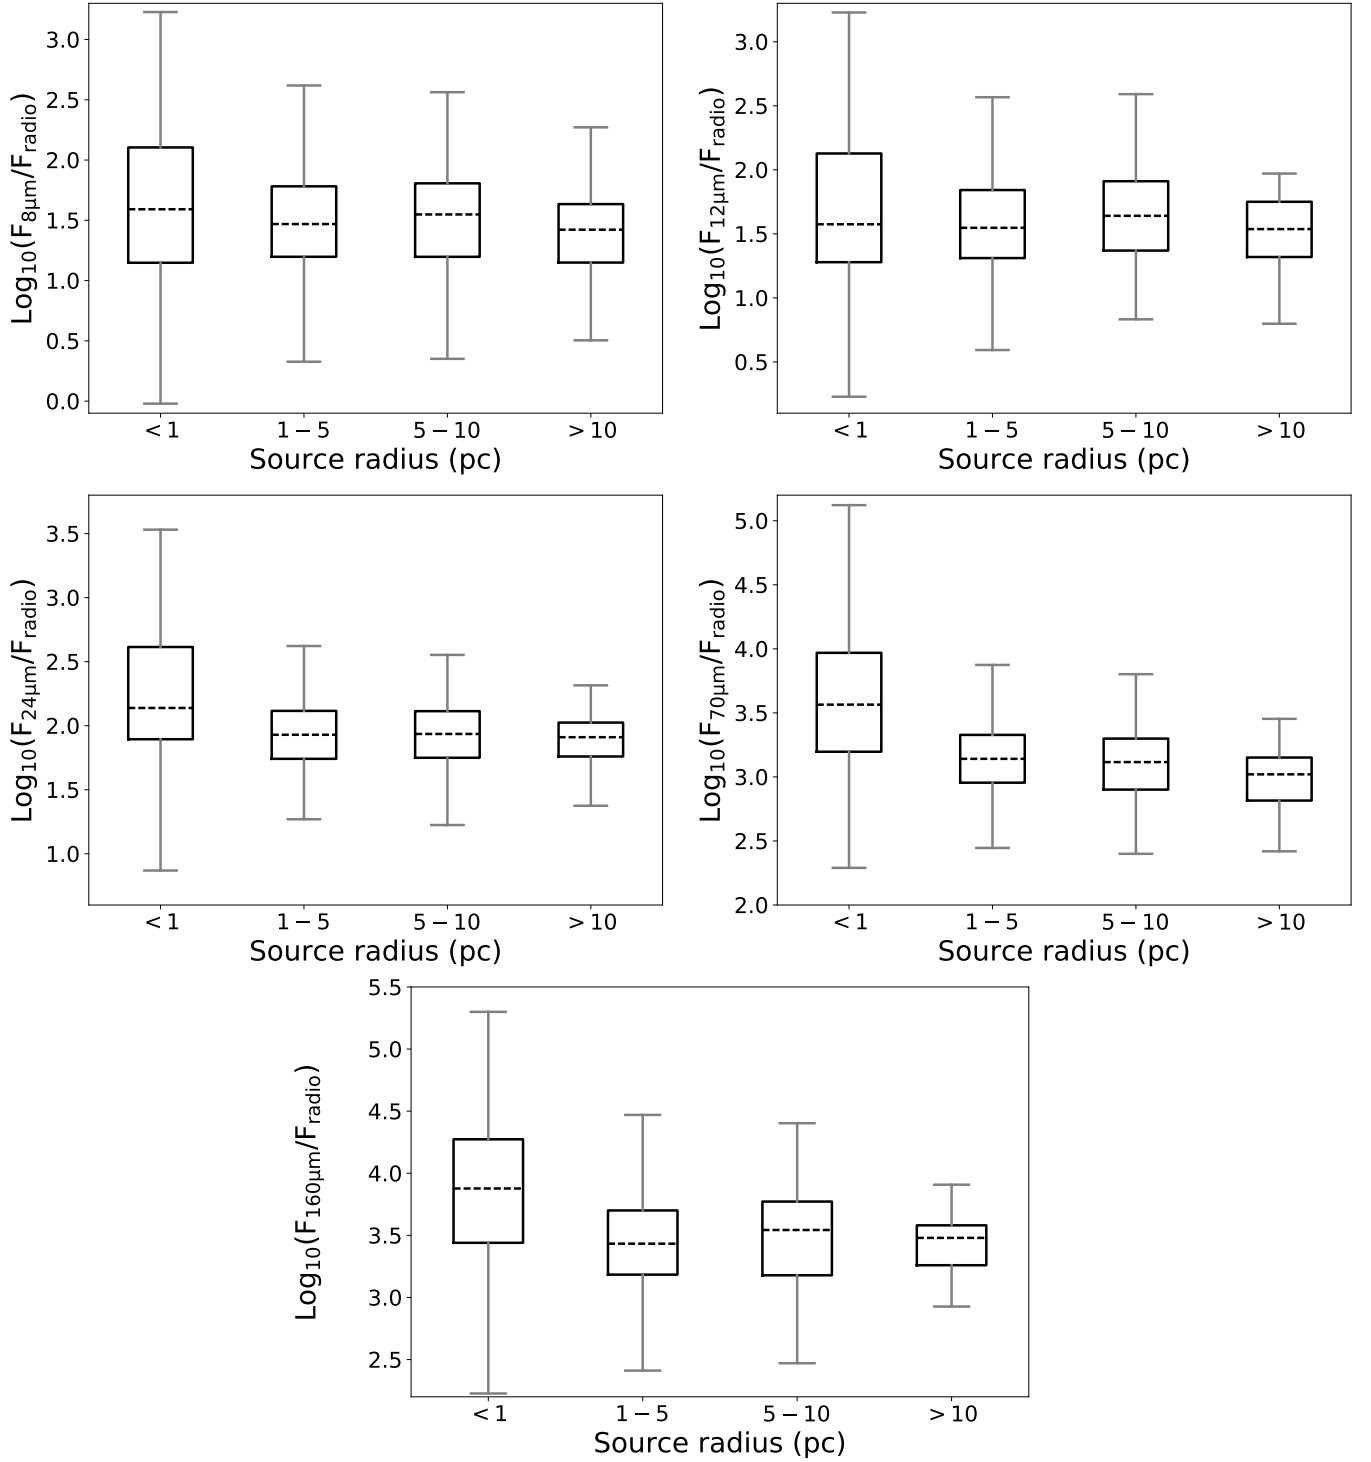 Log₁₀(F₈μm/F_radio)
3.0
2.5
2.0
1.5
1.0
0.5
0.0
< 1 1 − 5 5 − 10 > 10
Source radius (pc)
Log₁₀(F₁₂μm/F_radio)
3.0
2.5
2.0
1.5
1.0
0.5
< 1 1 − 5 5 − 10 > 10
Source radius (pc)
Log₁₀(F₂₄μm/F_radio)
3.5
3.0
2.5
2.0
1.5
1.0
< 1 1 − 5 5 − 10 > 10
Source radius (pc)
Log₁₀(F₇₀μm/F_radio)
5.0
4.5
4.0
3.5
3.0
2.5
2.0
< 1 1 − 5 5 − 10 > 10
Source radius (pc)
Log₁₀(F₁₆₀μm/F_radio)
5.5
5.0
4.5
4.0
3.5
3.0
2.5
< 1 1 − 5 5 − 10 > 10
Source radius (pc)